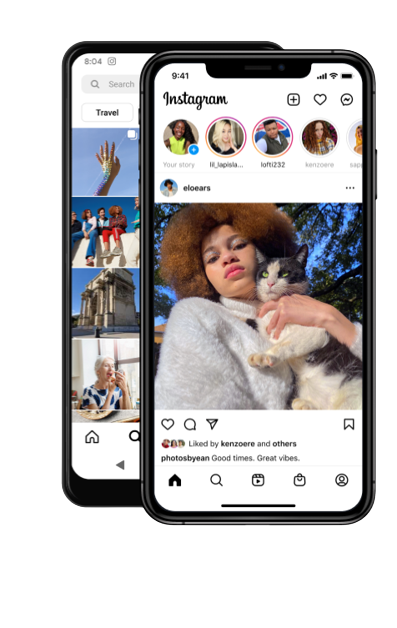 8:04
Search
Travel
9:41
Instagram
Your story
lil_lapisla...
lofti232
kenzoere
sap
eloears
Liked by kenzoere and others
photosbyean Good times. Great vibes.